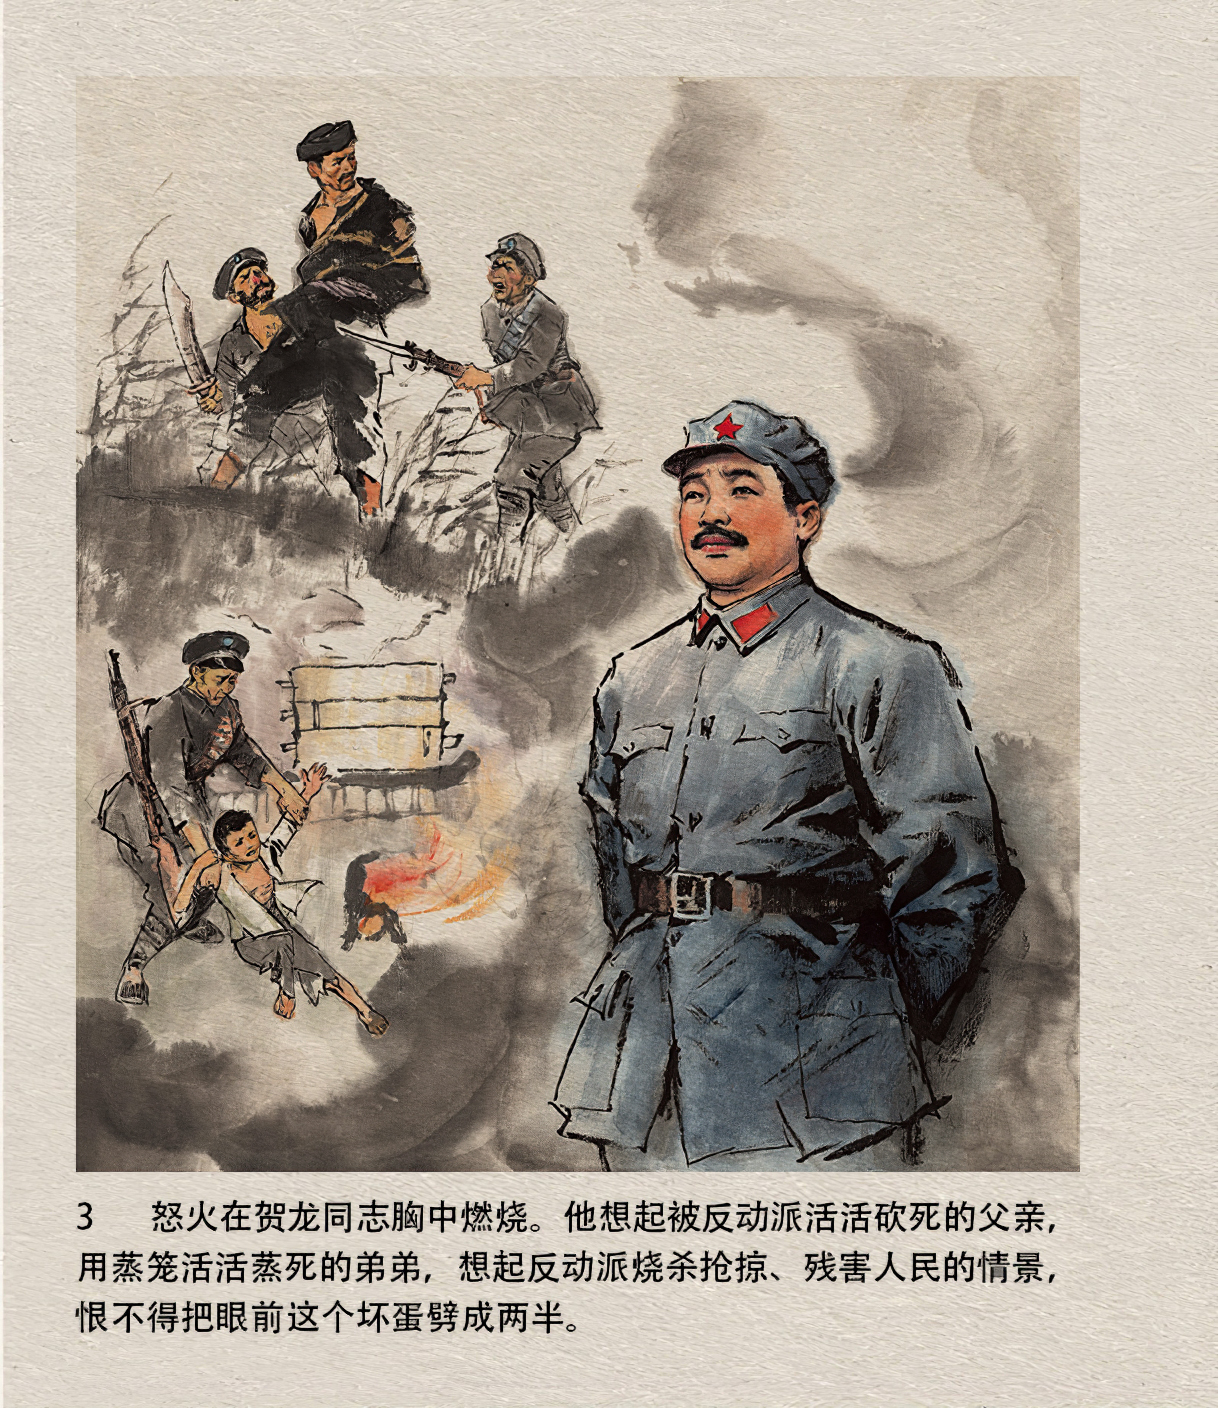 3 怒火在贺龙同志胸中燃烧。他想起被反动派活活砍死的父亲,
用蒸笼活活蒸死的弟弟, 想起反动派烧杀抢掠、残害人民的情景,
恨不得把眼前这个坏蛋劈成两半。